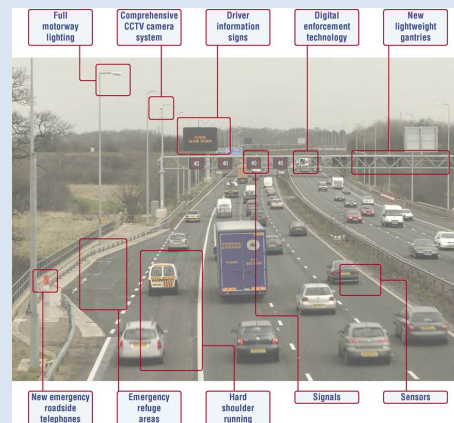 Full
motorway
lighting
Comprehensive
CCTV camera
system
Driver
information
signs
Digital
enforcement
technology
New
lightweight
gantries
40
40
40
40
New emergency
roadside
telephones
Emergency
refuge
areas
Hard
shoulder
running
Signals
Sensors